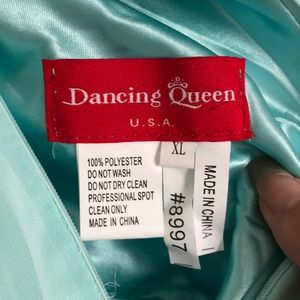 Dancing Queen
U.S.A.
XL
100% POLYESTER
DO NOT WASH
DO NOT DRY CLEAN
PROFESSIONAL SPOT
CLEAN ONLY
MADE IN CHINA
#8997
MADE IN CHINA